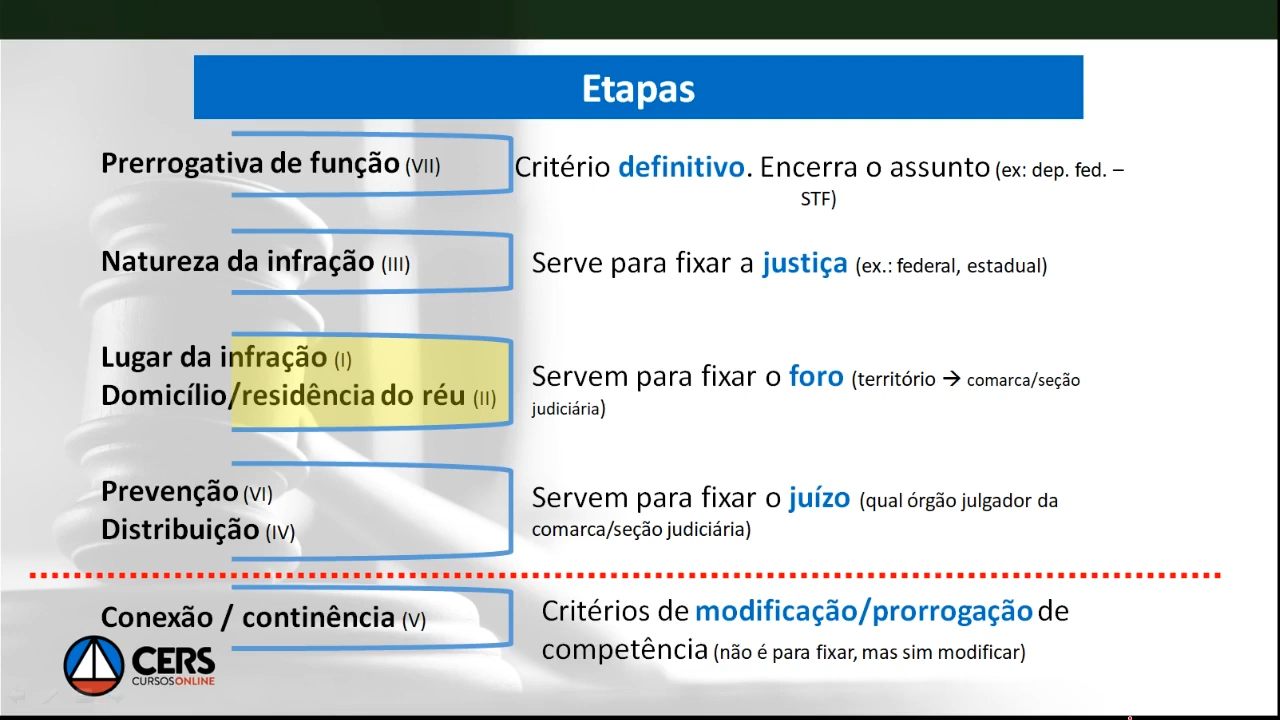 Etapas
Prerrogativa de função (VII)
Critério definitivo. Encerra o assunto (ex: dep. fed. –
STF)
Natureza da infração (III)
Serve para fixar a justiça (ex.: federal, estadual)
Lugar da infração (I)
Domicílio/residência do réu (II)
Servem para fixar o foro (território → comarca/seção
judiciária)
Prevenção (VI)
Distribuição (IV)
Servem para fixar o juízo (qual órgão julgador da
comarca/seção judiciária)
Conexão / continência (V)
Critérios de modificação/prorrogação de
competência (não é para fixar, mas sim modificar)
CERS
CURSOS ONLINE